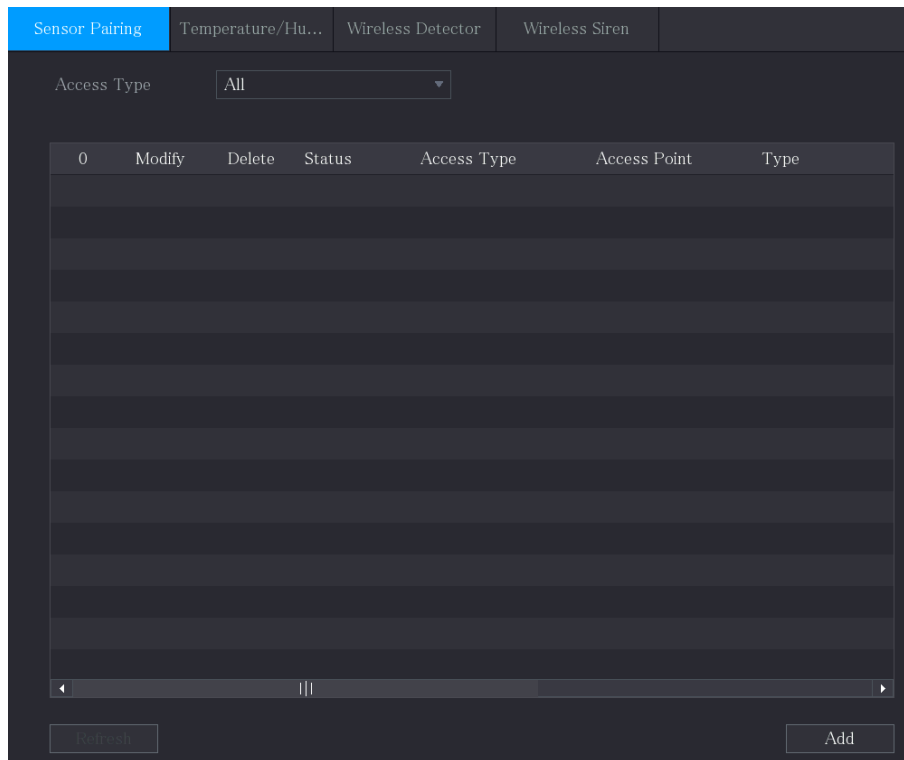 Sensor Pairing Temperature/Hu... Wireless Detector Wireless Siren
Access Type All
0 Modify Delete Status Access Type Access Point Type
Refresh Add